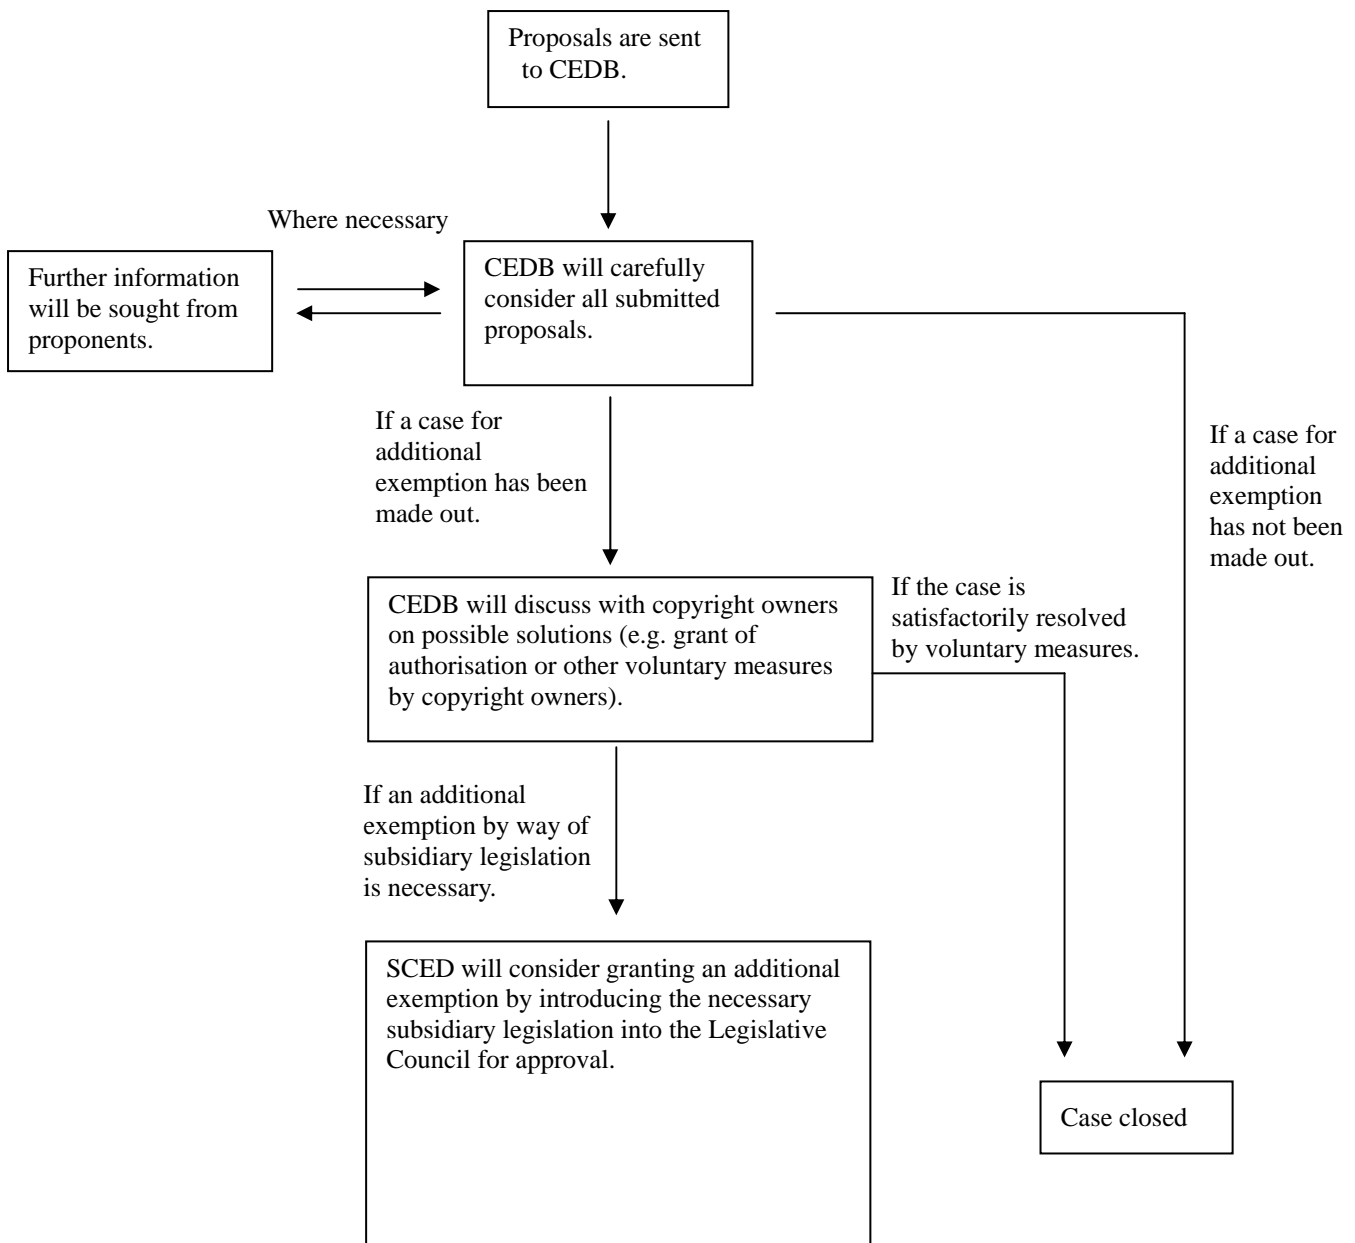 Proposals are sent
to CEDB.
Where necessary
Further information
will be sought from
proponents.
CEDB will carefully
consider all submitted
proposals.
If a case for
additional
exemption has been
made out.
If a case for
additional
exemption
has not been
made out.
CEDB will discuss with copyright owners
on possible solutions (e.g. grant of
authorisation or other voluntary measures
by copyright owners).
If the case is
satisfactorily resolved
by voluntary measures.
If an additional
exemption by way of
subsidiary legislation
is necessary.
SCED will consider granting an additional
exemption by introducing the necessary
subsidiary legislation into the Legislative
Council for approval.
Case closed